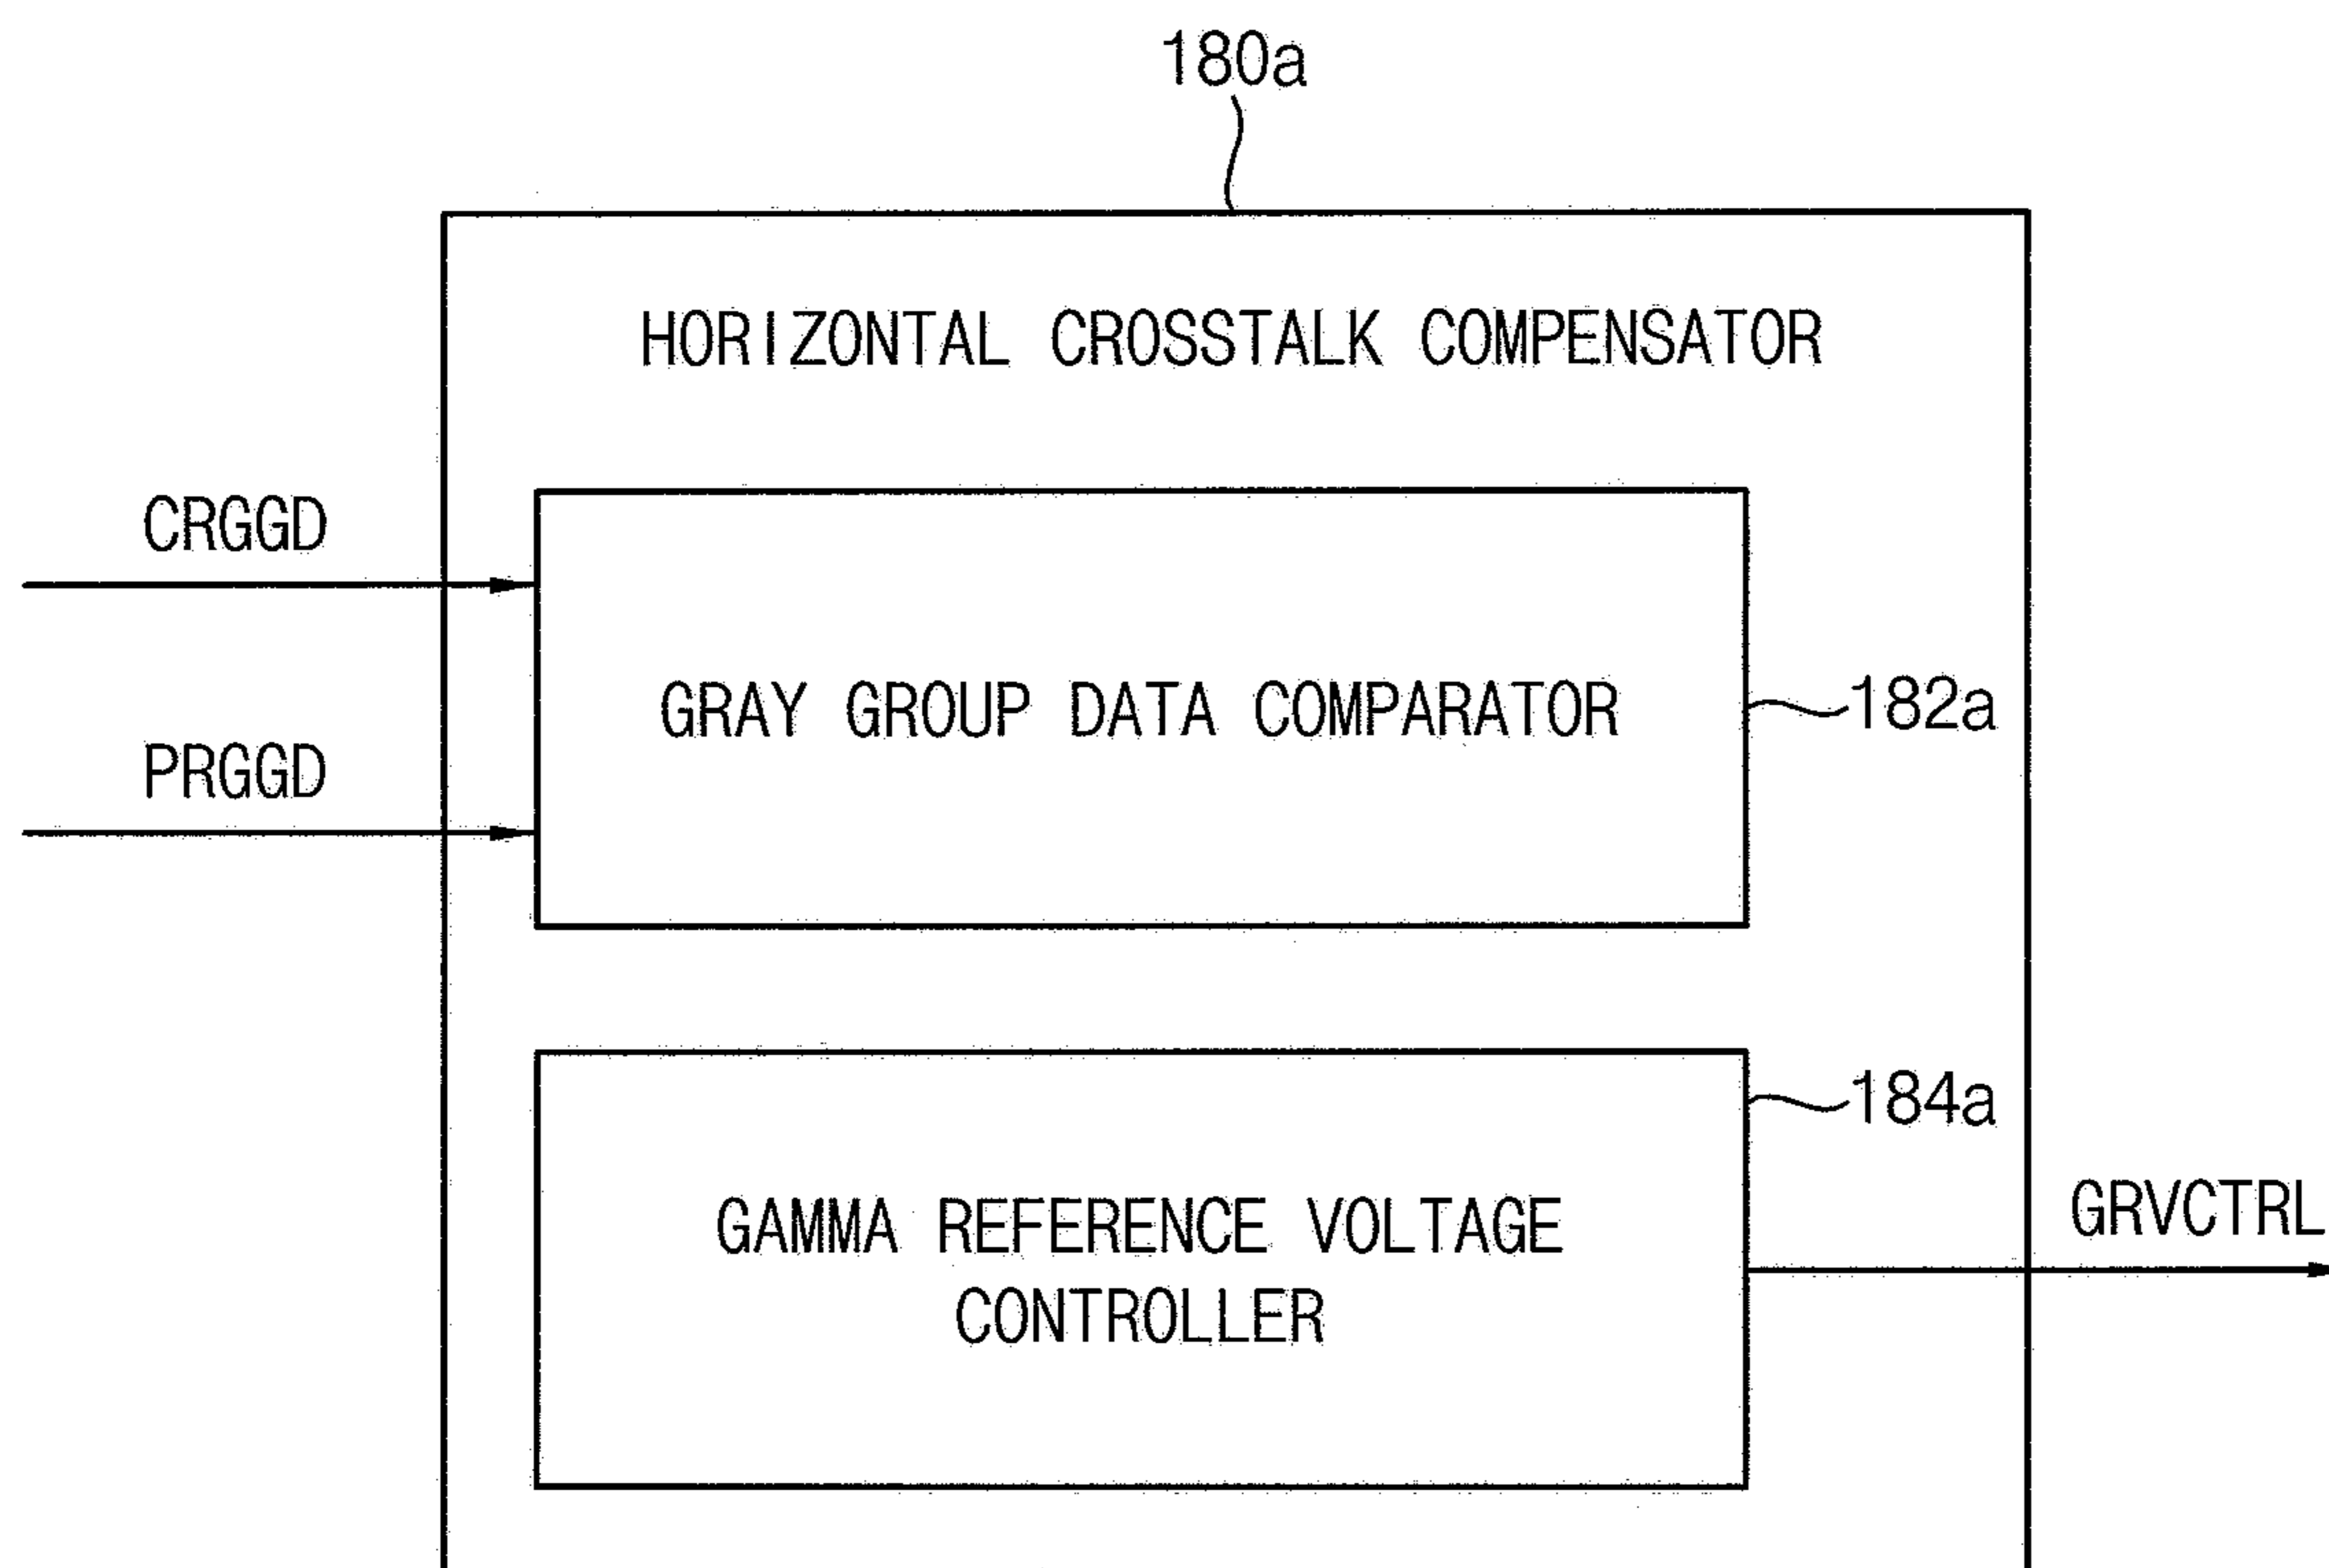 180a
HORIZONTAL CROSSTALK COMPENSATOR
CRGGD
GRAY GROUP DATA COMPARATOR
182a
PRGGD
184a
GAMMA REFERENCE VOLTAGE
CONTROLLER
GRVCTRL